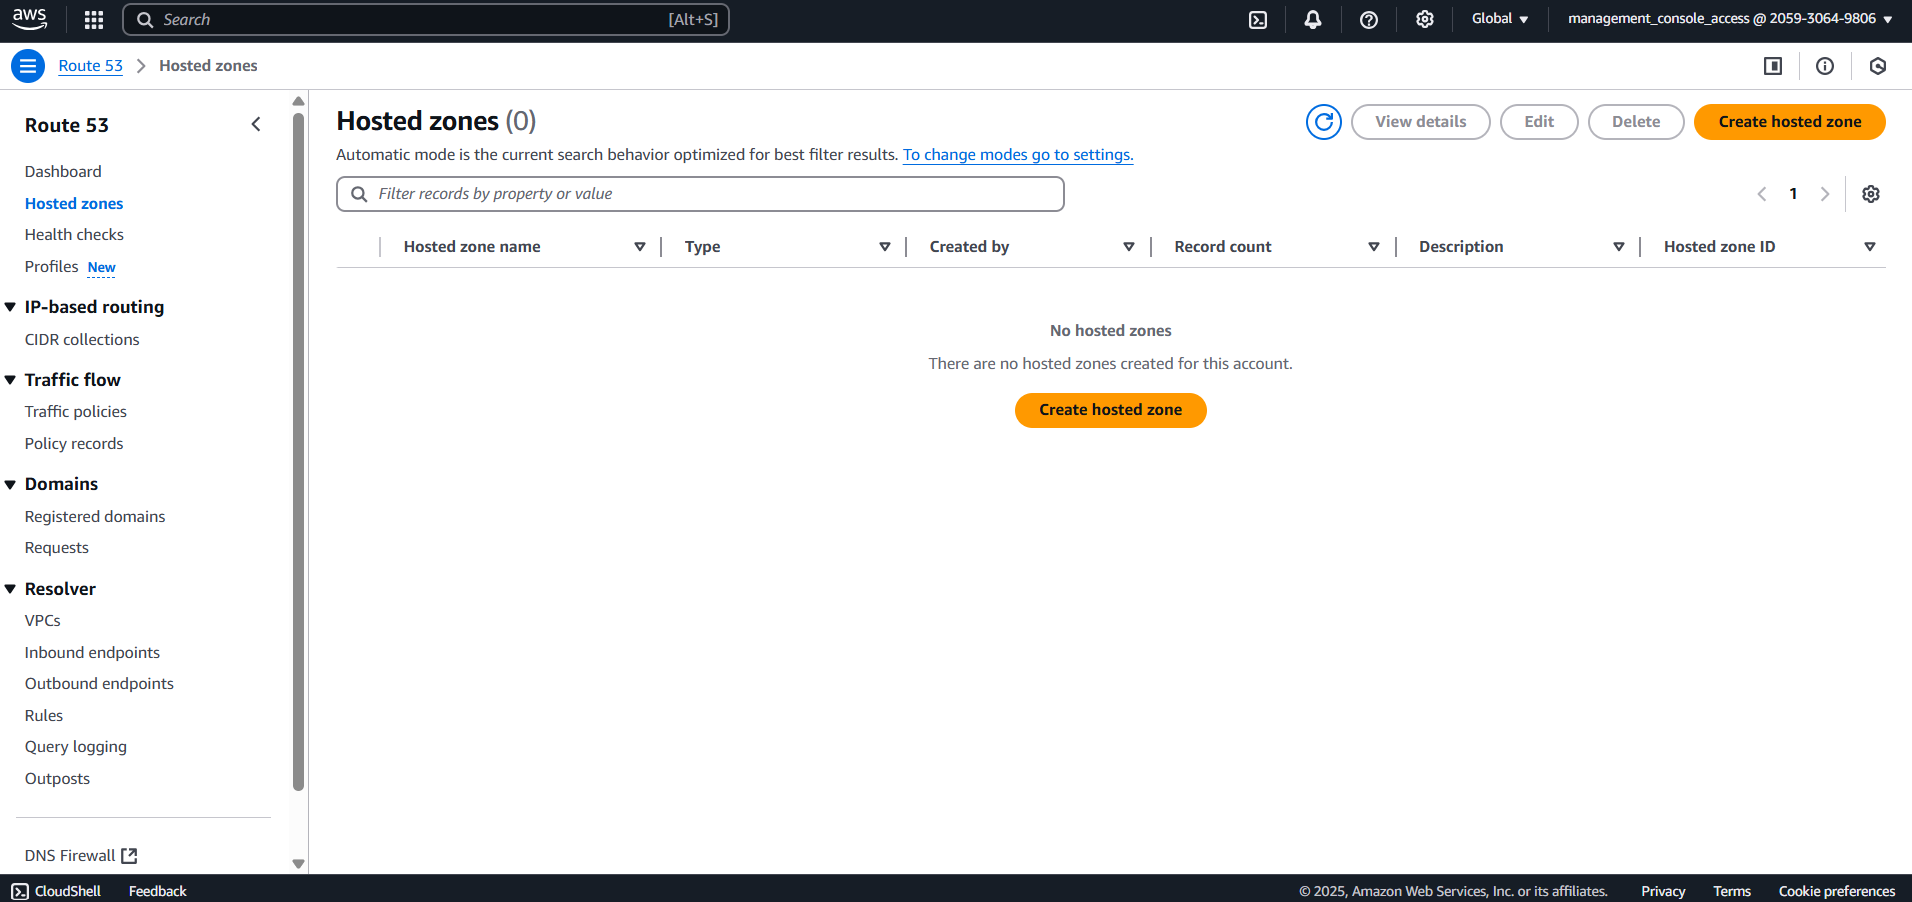 aws
Search [Alt+S]
Global
management_console_access @ 2059-3064-9806
Route 53 Hosted zones
Route 53
Dashboard
Hosted zones
Health checks
Profiles New
IP-based routing
CIDR collections
Traffic flow
Traffic policies
Policy records
Domains
Registered domains
Requests
Resolver
VPCs
Inbound endpoints
Outbound endpoints
Rules
Query logging
Outposts
DNS Firewall
Hosted zones (0)
View details
Edit
Delete
Create hosted zone
Automatic mode is the current search behavior optimized for best filter results. To change modes go to settings.
Filter records by property or value
1
Hosted zone name Type Created by Record count Description Hosted zone ID
No hosted zones
There are no hosted zones created for this account.
Create hosted zone
CloudShell Feedback
© 2025, Amazon Web Services, Inc. or its affiliates. Privacy Terms Cookie preferences